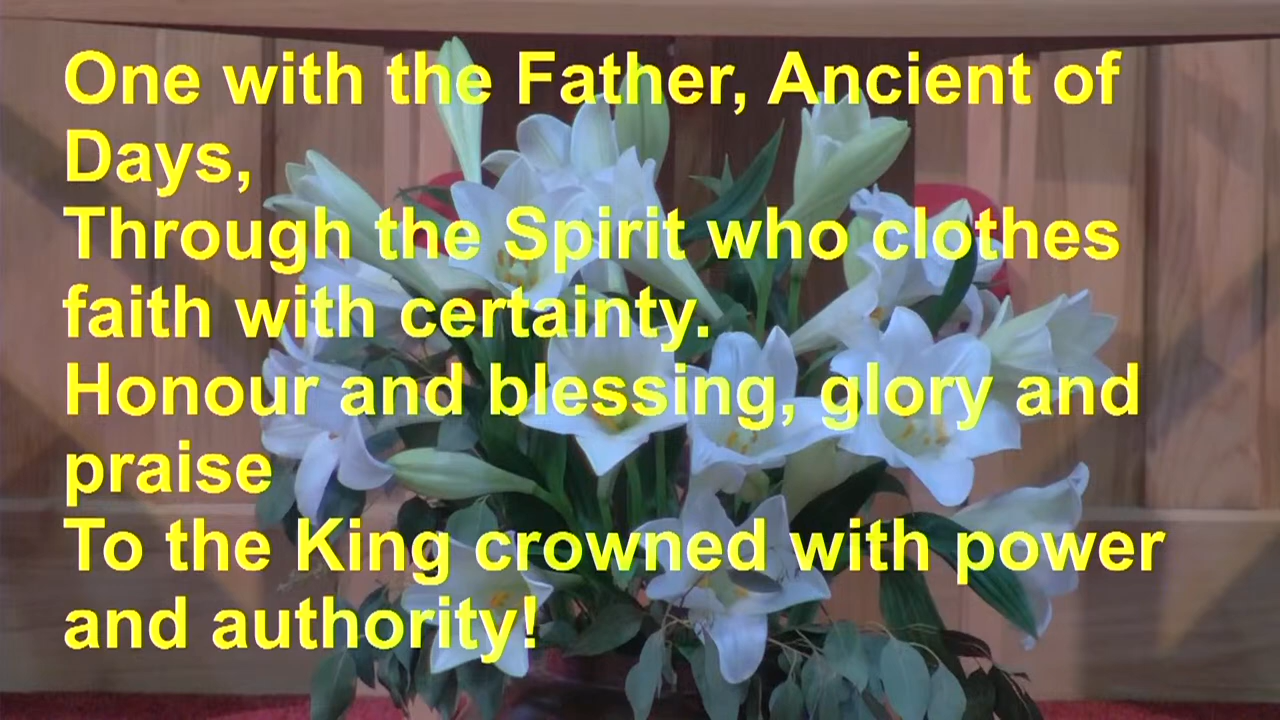 One with the Father, Ancient of
Days,
Through the Spirit who clothes
faith with certainty.
Honour and blessing, glory and
praise
To the King crowned with power
and authority!